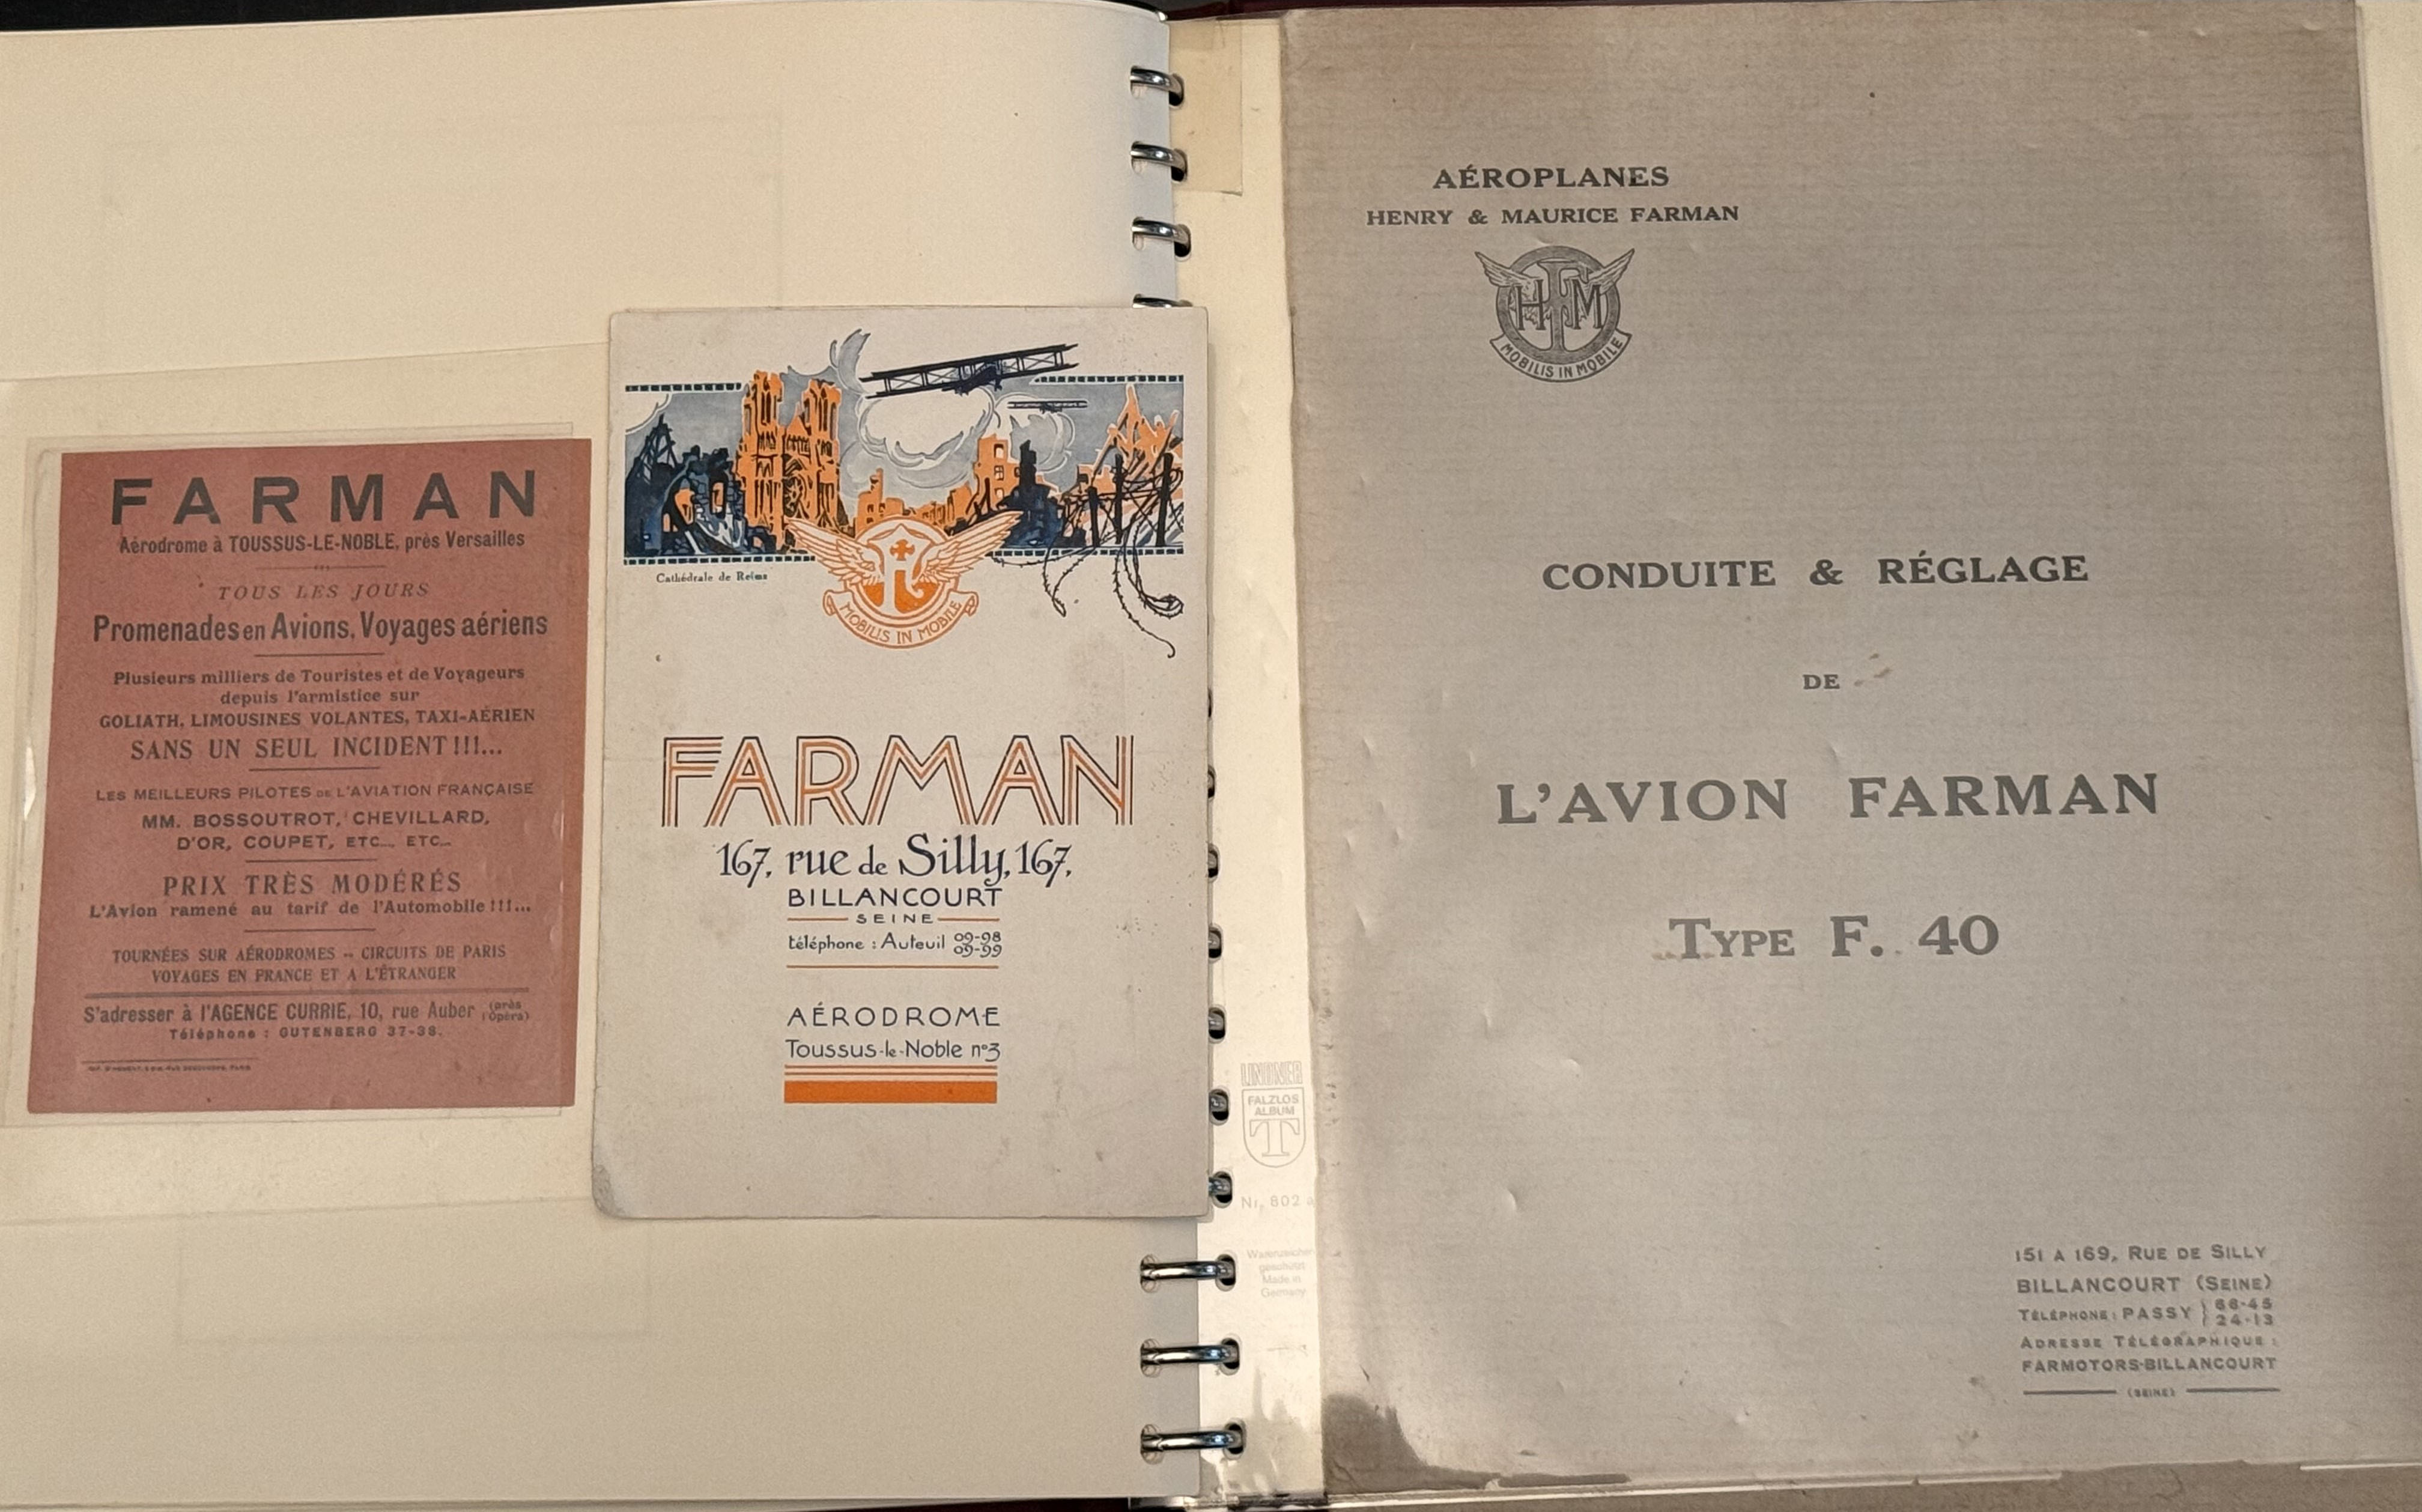 FARMAN
Aérodrome à TOUSSUS-LE-NOBLE, près Versailles
TOUS LES JOURS
Promenades en Avions, Voyages aériens
Plusieurs milliers de Touristes et de Voyageurs
depuis l'armistice sur
GOLIATH, LIMOUSINES VOLANTES, TAXI-AÉRIEN
SANS UN SEUL INCIDENT!!!...
LES MEILLEURS PILOTES DE L'AVIATION FRANÇAISE
MM. BOSSOUTROT, CHEVILLARD,
D'OR, COUPET, ETC... ETC...
PRIX TRÈS MODÉRÉS
L'Avion ramené au tarif de l'Automobile!!!...
TOURNÉES SUR AÉRODROMES -- CIRCUITS DE PARIS
VOYAGES EN FRANCE ET A L'ÉTRANGER
S'adresser à l'AGENCE CURRIE, 10, rue Auber (près l'Opéra)
Téléphone : GUTENBERG 37-38.
Cathédrale de Reims
MOBILIS IN MOBILE
FARMAN
167, rue de Silly, 167,
BILLANCOURT
SEINE
téléphone : Auteuil 09-98
09-99
AÉRODROME
Toussus-le-Noble n°3
LINDNER
FALZLOS
ALBUM
T
Nr. 802 a
Warenzeichen
geschützt
Made in
Germany
AÉROPLANES
HENRY & MAURICE FARMAN
HFM
MOBILIS IN MOBILE
CONDUITE & RÉGLAGE
DE
L'AVION FARMAN
TYPE F. 40
151 A 169, RUE DE SILLY
BILLANCOURT (SEINE)
TÉLÉPHONE : PASSY } 66-45
24-13
ADRESSE TÉLÉGRAPHIQUE :
FARMOTORS-BILLANCOURT
(SEINE)